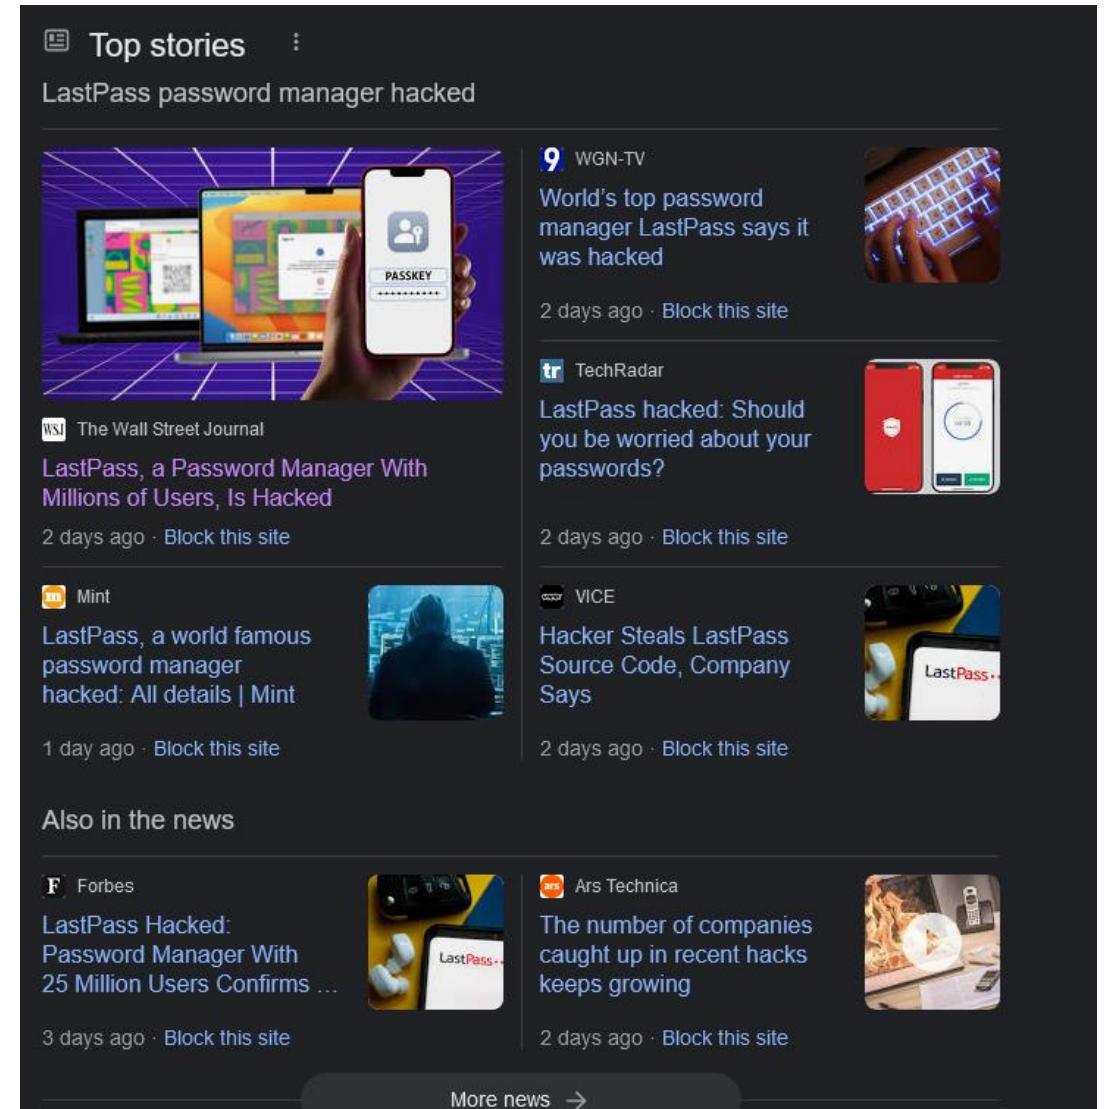 Top stories
LastPass password manager hacked
PASSKEY
WSJ The Wall Street Journal
LastPass, a Password Manager With
Millions of Users, Is Hacked
2 days ago · Block this site
9 WGN-TV
World's top password
manager LastPass says it
was hacked
2 days ago · Block this site
tr TechRadar
LastPass hacked: Should
you be worried about your
passwords?
2 days ago · Block this site
m Mint
LastPass, a world famous
password manager
hacked: All details | Mint
1 day ago · Block this site
VICE
Hacker Steals LastPass
Source Code, Company
Says
LastPass
2 days ago · Block this site
Also in the news
F Forbes
LastPass Hacked:
Password Manager With
25 Million Users Confirms ...
LastPass
3 days ago · Block this site
ars Ars Technica
The number of companies
caught up in recent hacks
keeps growing
2 days ago · Block this site
More news →